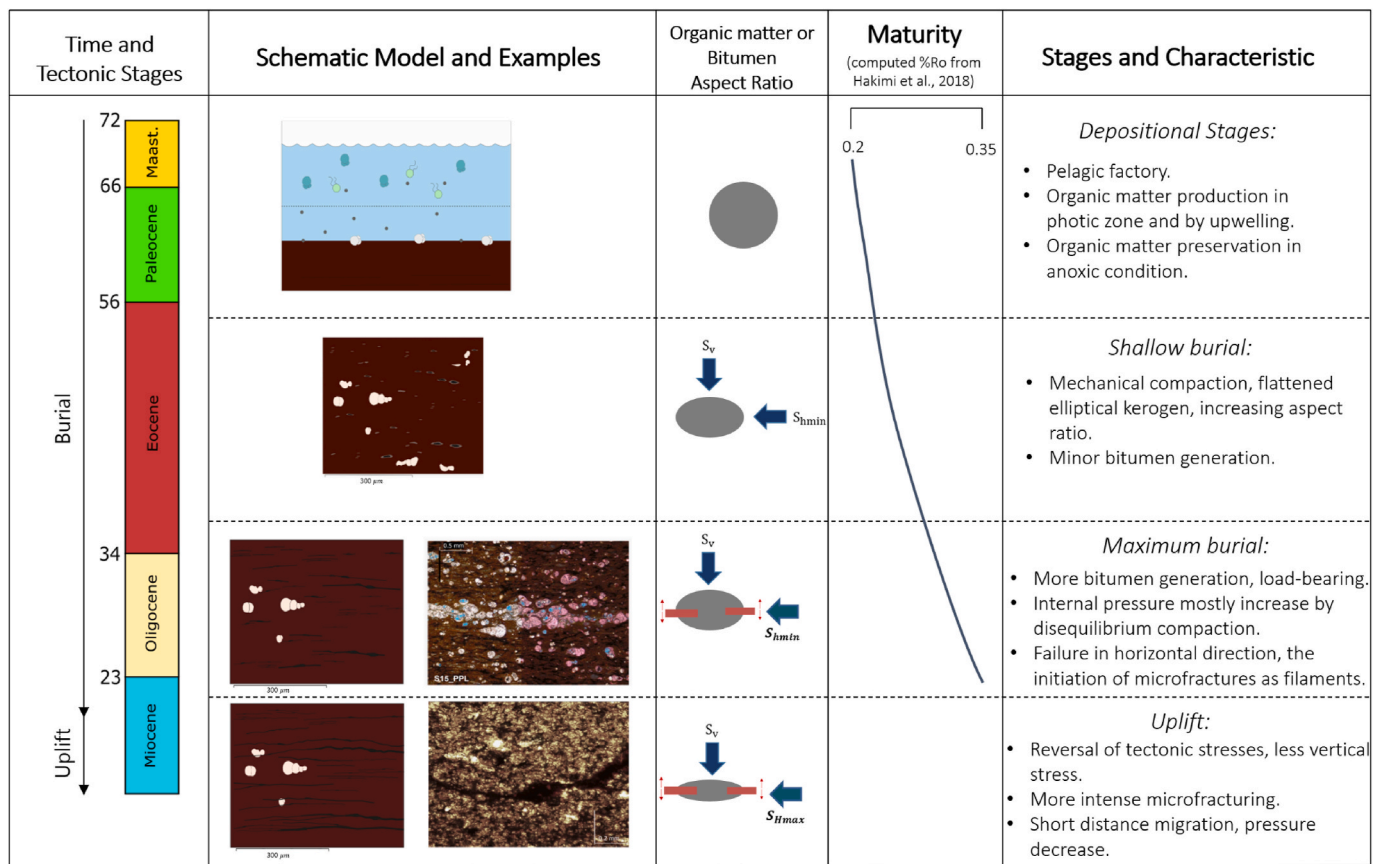 Time and
Tectonic Stages
Schematic Model and Examples
Organic matter or
Bitumen
Aspect Ratio
Maturity
(computed %Ro from
Hakimi et al., 2018)
Stages and Characteristic
72
Maast.
66
Paleocene
56
Eocene
34
Oligocene
23
Miocene
Burial
Uplift
0.2
0.35
Depositional Stages:
• Pelagic factory.
• Organic matter production in
photic zone and by upwelling.
• Organic matter preservation in
anoxic condition.
300 µm
Sv
Shmin
Shallow burial:
• Mechanical compaction, flattened
elliptical kerogen, increasing aspect
ratio.
• Minor bitumen generation.
300 µm
0.5 mm
S15_PPL
Sv
Shmin
Maximum burial:
• More bitumen generation, load-bearing.
• Internal pressure mostly increase by
disequilibrium compaction.
• Failure in horizontal direction, the
initiation of microfractures as filaments.
300 µm
0.2 mm
Sv
SHmax
Uplift:
• Reversal of tectonic stresses, less vertical
stress.
• More intense microfracturing.
• Short distance migration, pressure
decrease.